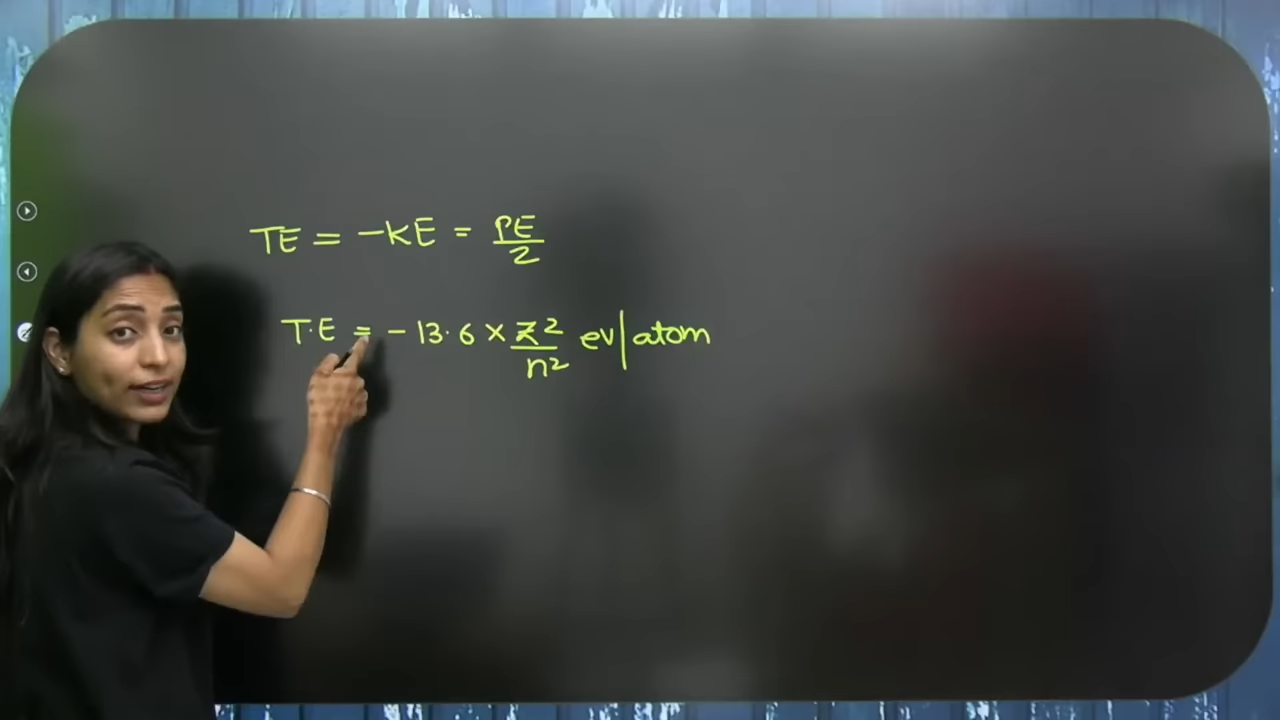 TE = -KE = PE/2
T.E = - 13.6 × Z²/n² ev|atom